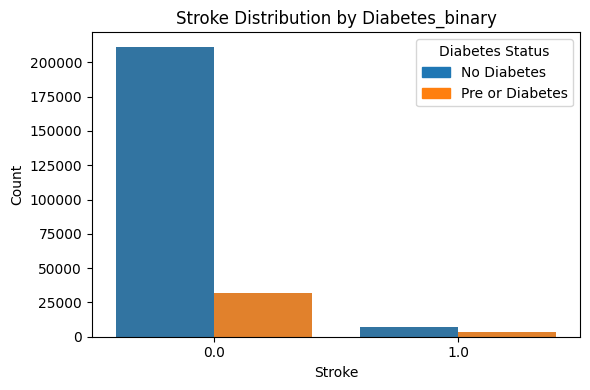 Stroke Distribution by Diabetes_binary
Diabetes Status
No Diabetes
Pre or Diabetes
Count
200000
175000
150000
125000
100000
75000
50000
25000
0
0.0 1.0
Stroke